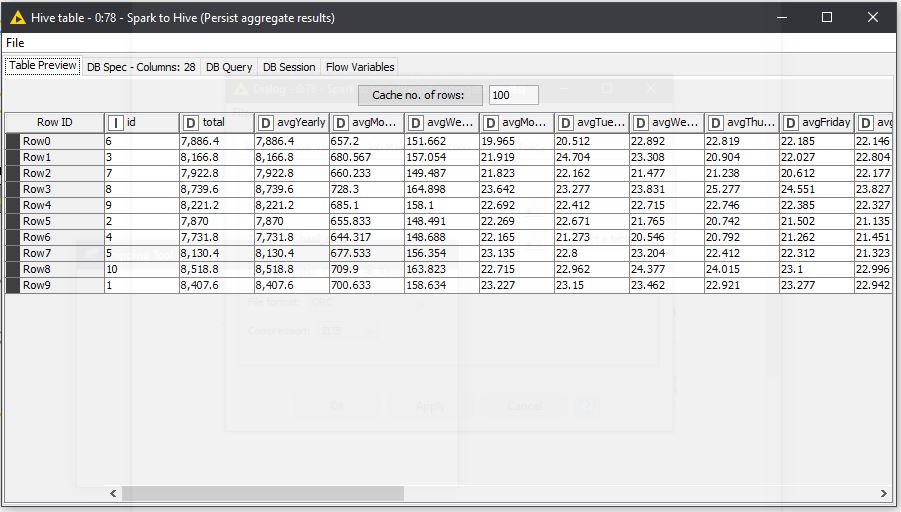 Hive table - 0:78 - Spark to Hive (Persist aggregate results)
File
Table Preview DB Spec - Columns: 28 DB Query DB Session Flow Variables
Cache no. of rows: 100
Row ID I id D total D avgYearly D avgMo... D avgWe... D avgMo... D avgTue... D avgWe... D avgThu... D avgFriday D avg
Row0 6 7,886.4 7,886.4 657.2 151.662 19.965 20.512 22.892 22.819 22.185 22.146
Row1 3 8,166.8 8,166.8 680.567 157.054 21.919 24.704 23.308 20.904 22.027 22.804
Row2 7 7,922.8 7,922.8 660.233 149.487 21.823 22.162 21.477 21.238 20.612 22.177
Row3 8 8,739.6 8,739.6 728.3 164.898 23.642 23.277 23.831 25.277 24.551 23.827
Row4 9 8,221.2 8,221.2 685.1 158.1 22.692 22.412 22.715 22.746 22.385 22.327
Row5 2 7,870 7,870 655.833 148.491 22.269 22.671 21.765 20.742 21.502 21.135
Row6 4 7,731.8 7,731.8 644.317 148.688 22.165 21.273 20.546 20.792 21.262 21.451
Row7 5 8,130.4 8,130.4 677.533 156.354 23.135 22.8 23.204 22.412 22.312 21.323
Row8 10 8,518.8 8,518.8 709.9 163.823 22.715 22.962 24.377 24.015 23.1 22.996
Row9 1 8,407.6 8,407.6 700.633 158.634 23.227 23.15 23.462 22.921 23.277 22.942
File format: ORC
Compression:
OK Apply Cancel